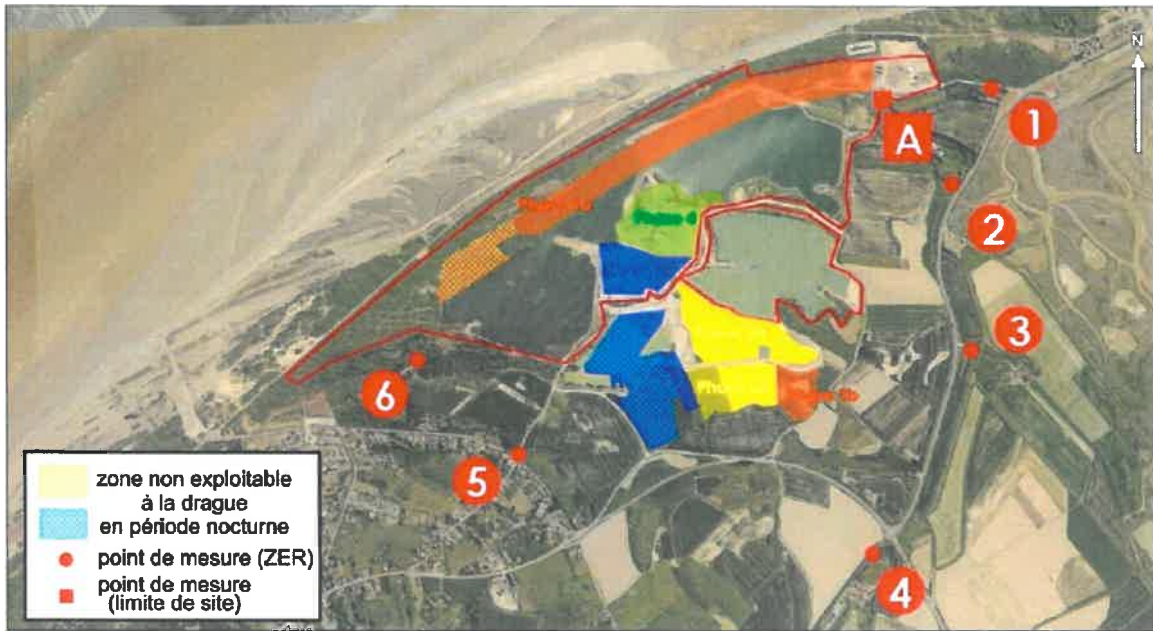 N
1
A
2
3
6
5
4
zone non exploitable
à la drague
en période nocturne
point de mesure (ZER)
point de mesure
(limite de site)